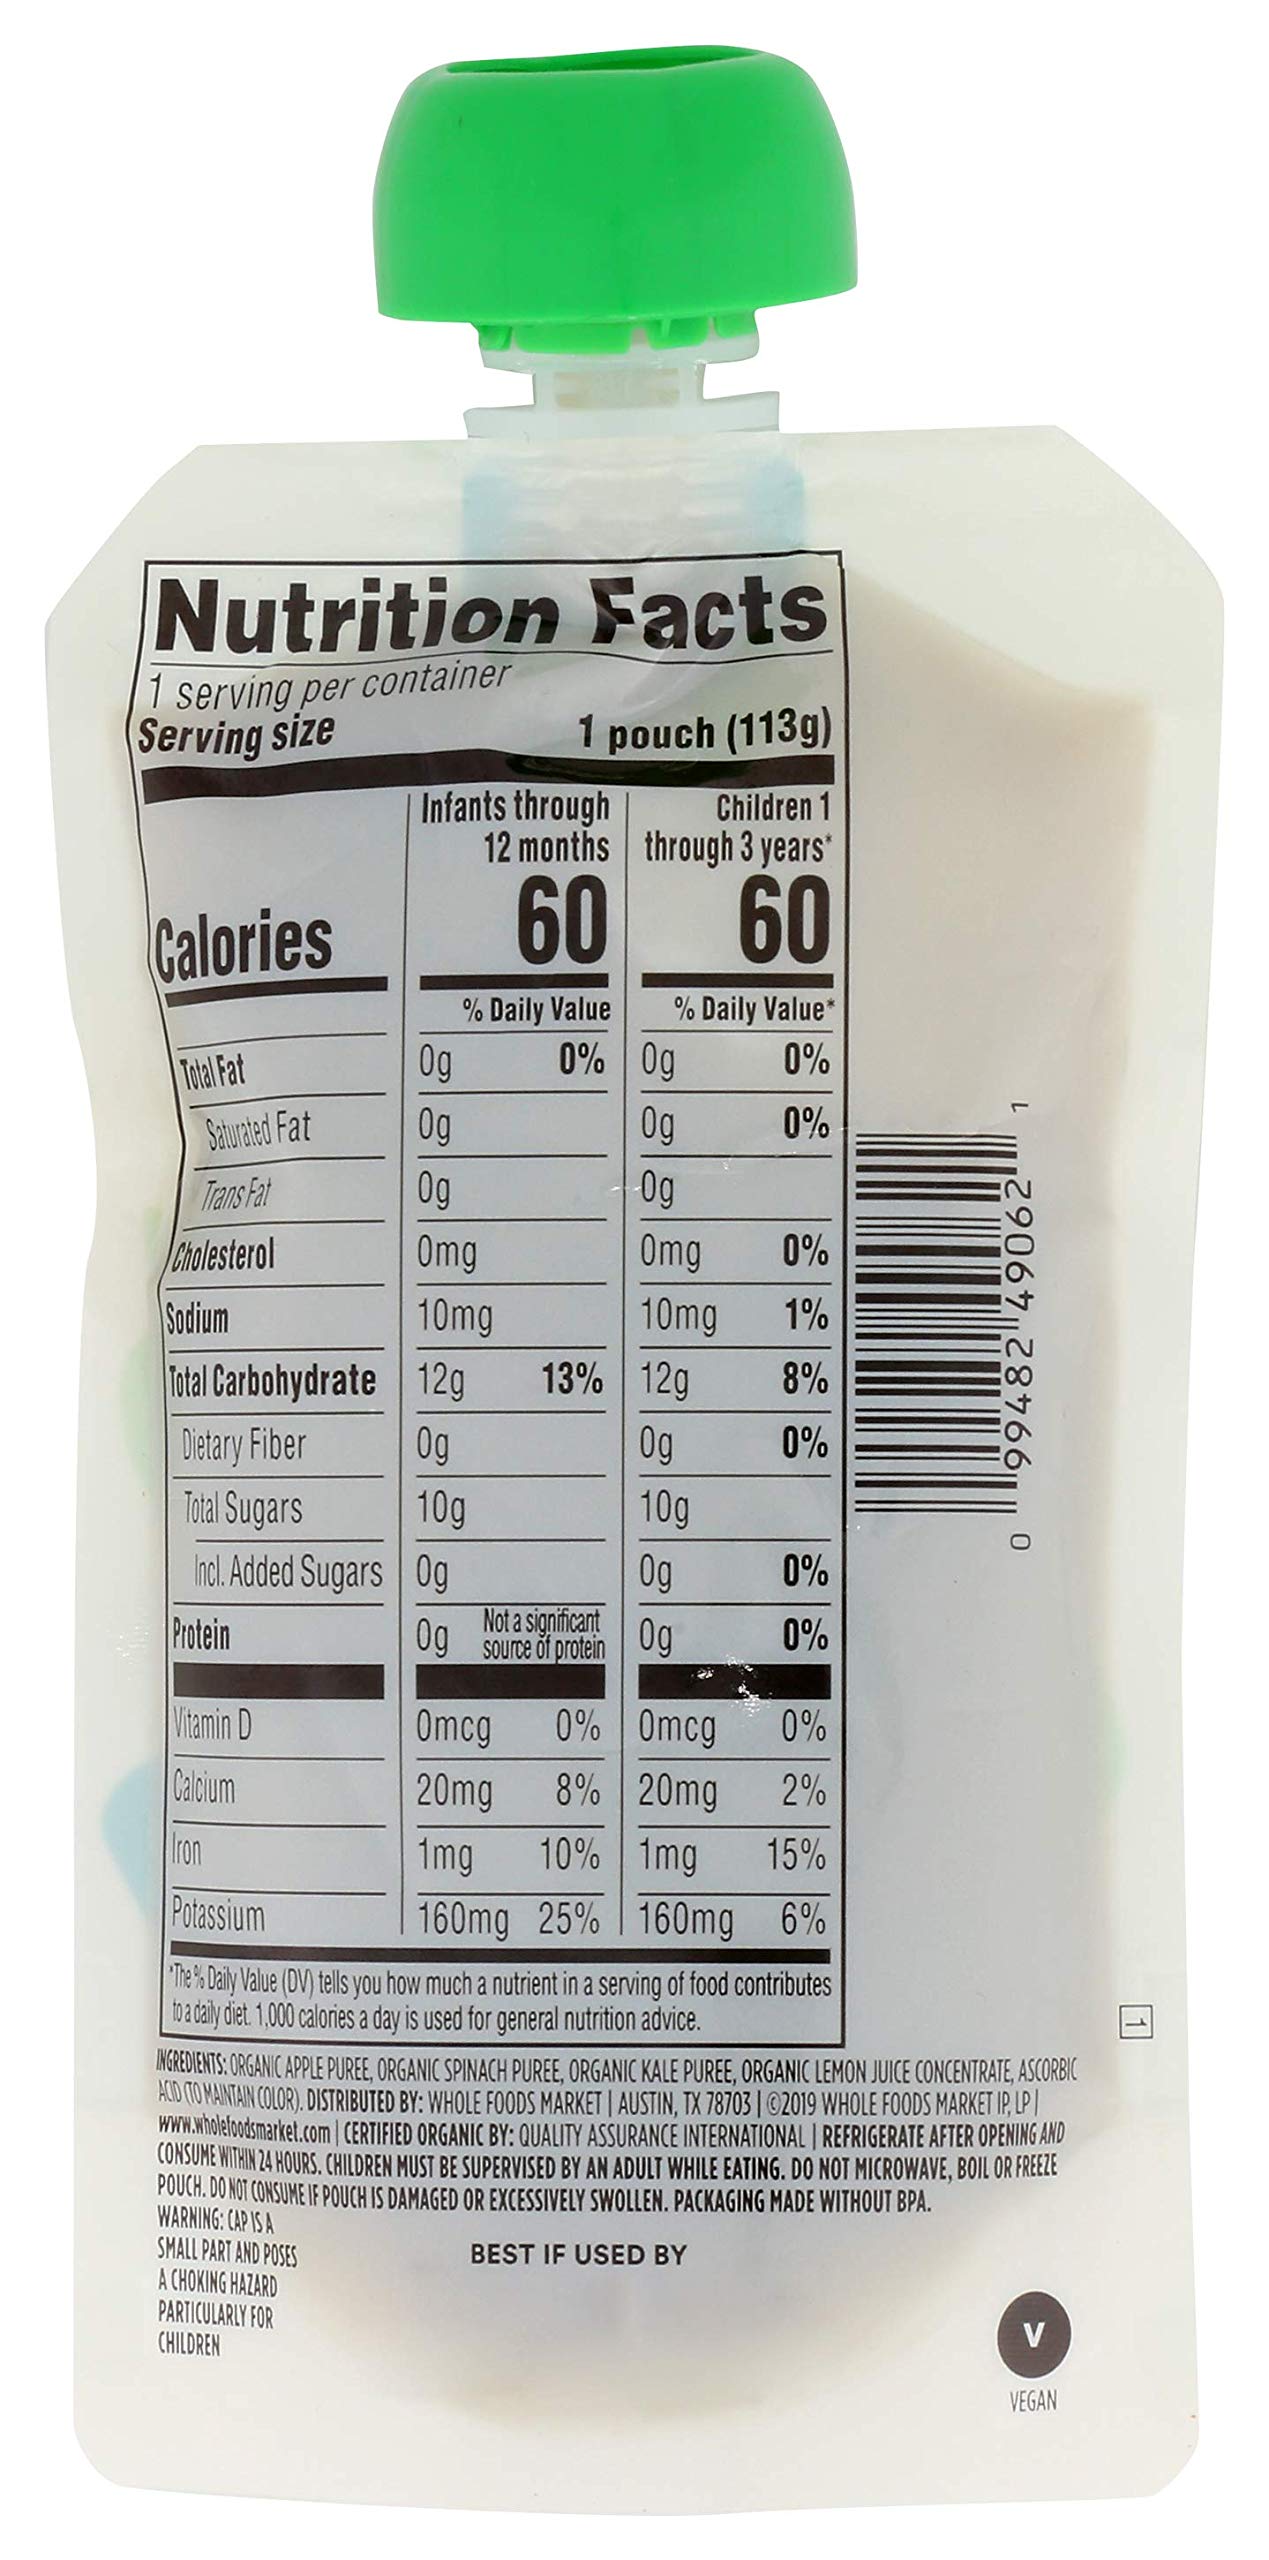 Nutrition Facts
1 serving per container
Serving size 1 pouch (113g)
Infants through 12 months Children 1 through 3 years*
Calories 60 60
% Daily Value % Daily Value*
Total Fat 0g 0% 0g 0%
Saturated Fat 0g 0g 0%
Trans Fat 0g 0g
Cholesterol 0mg 0mg 0%
Sodium 10mg 10mg 1%
Total Carbohydrate 12g 13% 12g 8%
Dietary Fiber 0g 0g 0%
Total Sugars 10g 10g
Incl. Added Sugars 0g 0g 0%
Protein 0g Not a significant source of protein 0g 0%
Vitamin D 0mcg 0% 0mcg 0%
Calcium 20mg 8% 20mg 2%
Iron 1mg 10% 1mg 15%
Potassium 160mg 25% 160mg 6%
*The % Daily Value (DV) tells you how much a nutrient in a serving of food contributes
to a daily diet. 1,000 calories a day is used for general nutrition advice.
INGREDIENTS: ORGANIC APPLE PUREE, ORGANIC SPINACH PUREE, ORGANIC KALE PUREE, ORGANIC LEMON JUICE CONCENTRATE, ASCORBIC
ACID (TO MAINTAIN COLOR). DISTRIBUTED BY: WHOLE FOODS MARKET | AUSTIN, TX 78703 | ©2019 WHOLE FOODS MARKET IP, LP |
www.wholefoodsmarket.com | CERTIFIED ORGANIC BY: QUALITY ASSURANCE INTERNATIONAL | REFRIGERATE AFTER OPENING AND
CONSUME WITHIN 24 HOURS. CHILDREN MUST BE SUPERVISED BY AN ADULT WHILE EATING. DO NOT MICROWAVE, BOIL OR FREEZE
POUCH. DO NOT CONSUME IF POUCH IS DAMAGED OR EXCESSIVELY SWOLLEN. PACKAGING MADE WITHOUT BPA.
WARNING: CAP IS A
SMALL PART AND POSES
A CHOKING HAZARD
PARTICULARLY FOR
CHILDREN
BEST IF USED BY
V
VEGAN
0 99482 49062 1
1